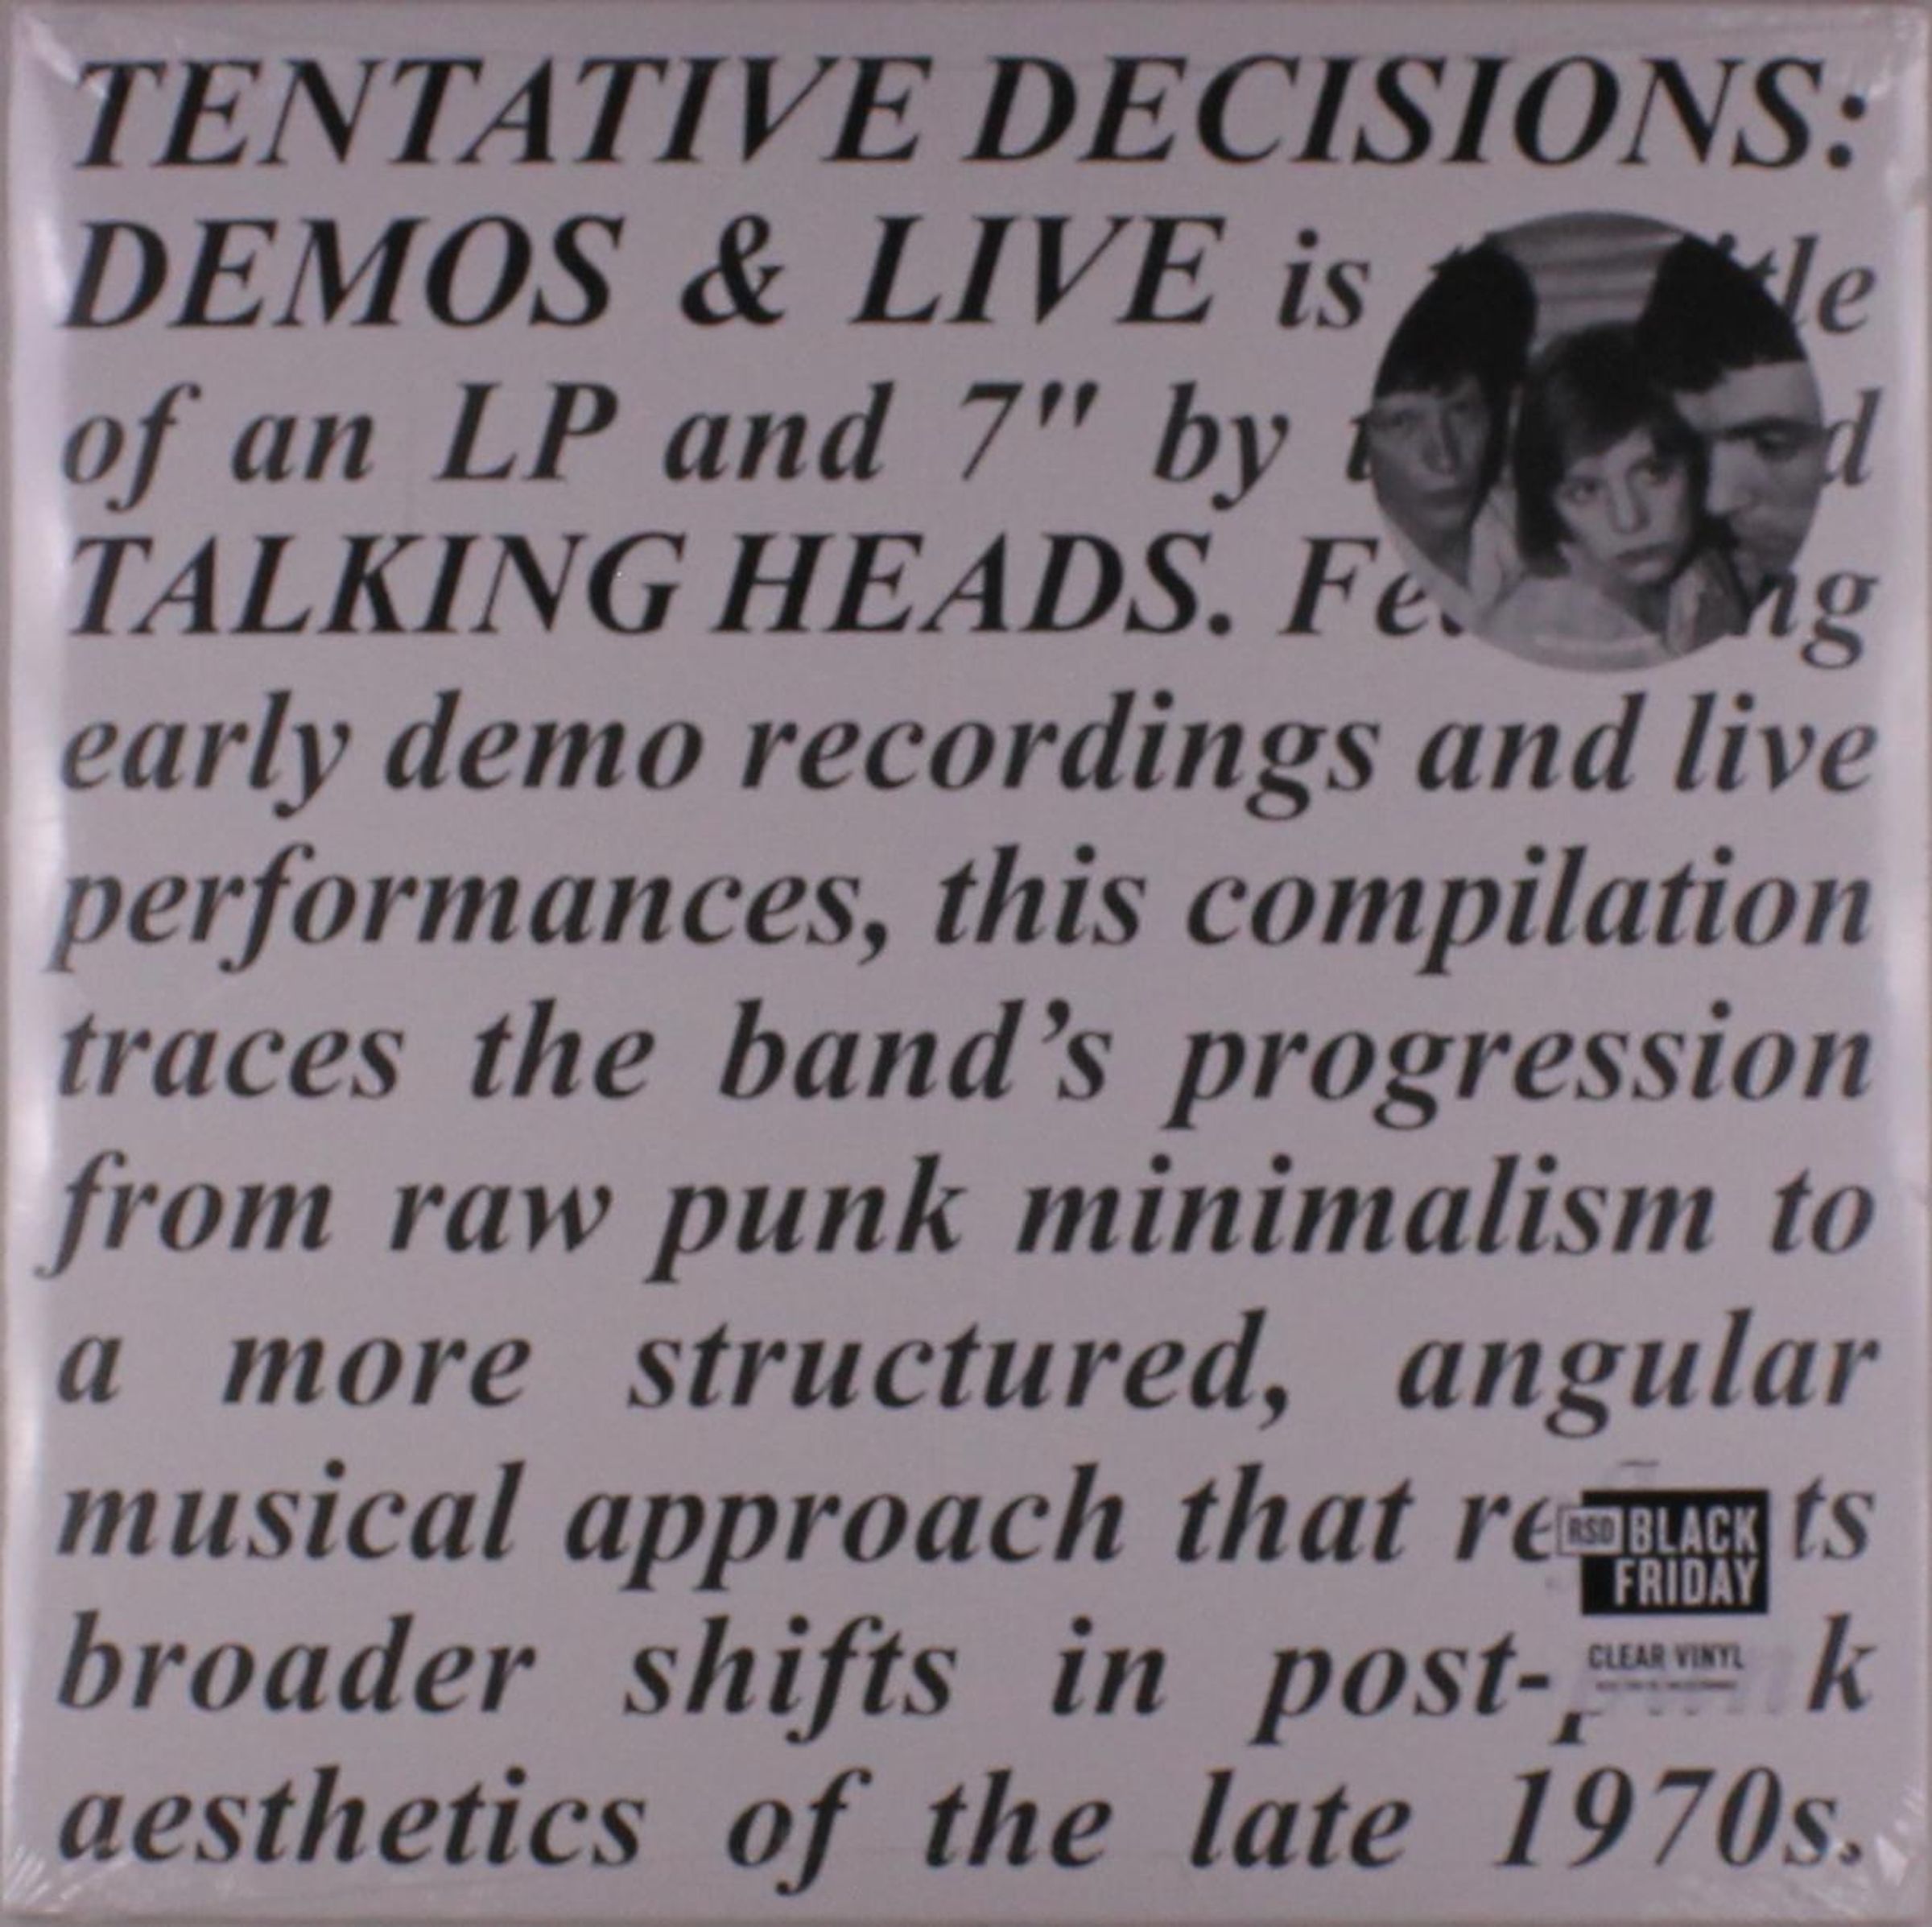 TENTATIVE DECISIONS:
DEMOS & LIVE is
of an LP and 7" by
TALKING HEADS.
early demo recordings and live
performances, this compilation
traces the band’s progression
from raw punk minimalism to
a more structured, angular
musical approach that
RSD BLACK
FRIDAY
broader shifts in post-
CLEAR VINYL
aesthetics of the late 1970s.